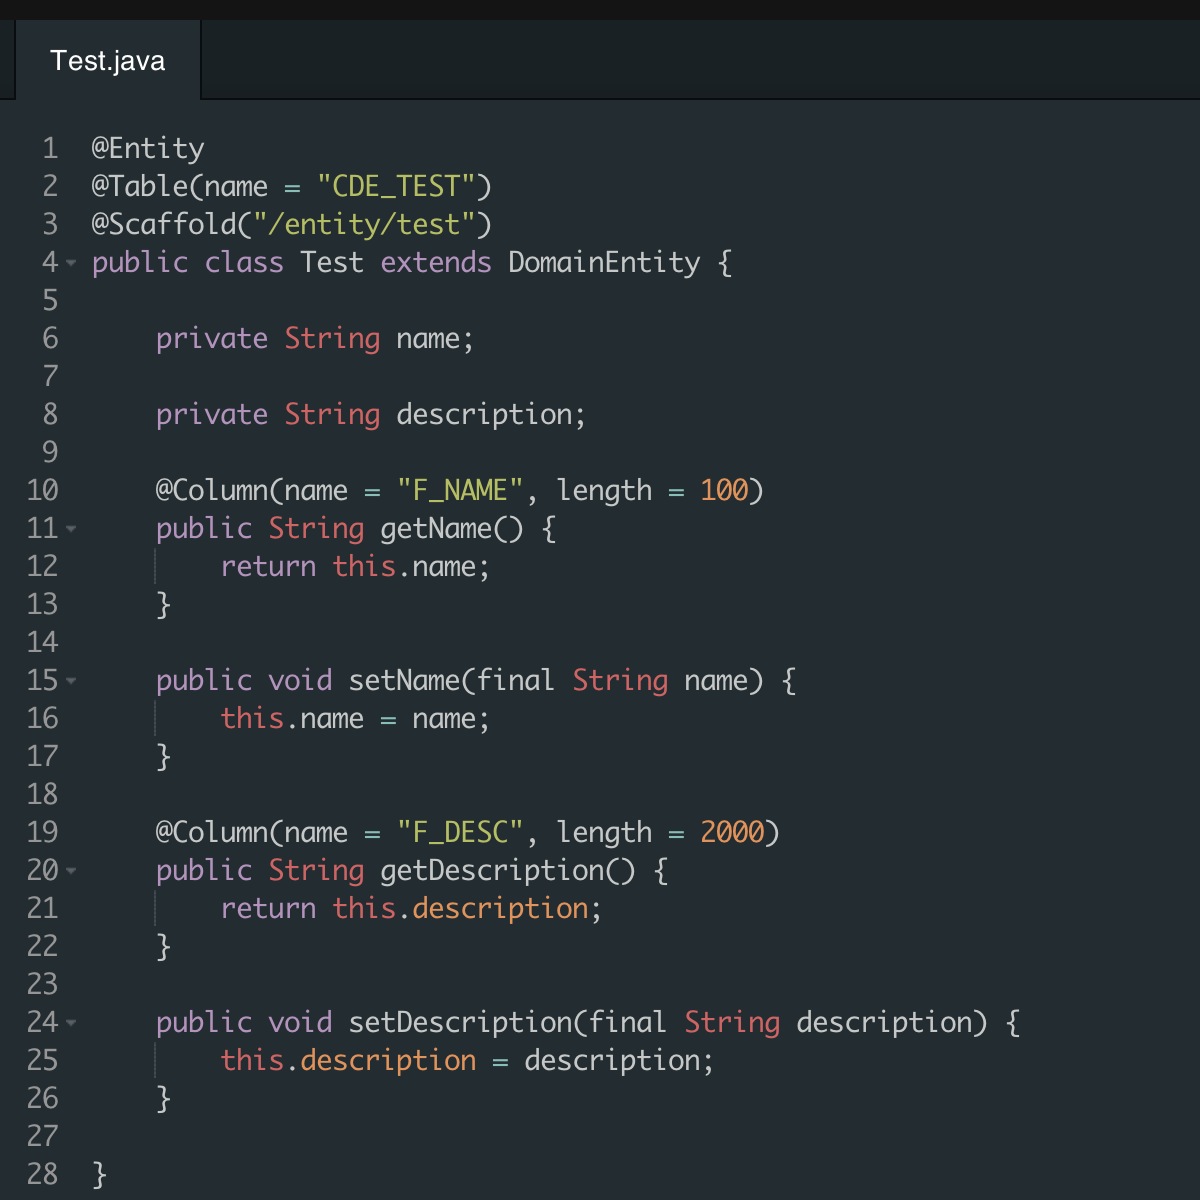 Test.java
1 @Entity
2 @Table(name = "CDE_TEST")
3 @Scaffold("/entity/test")
4 public class Test extends DomainEntity {
5
6     private String name;
7
8     private String description;
9
10     @Column(name = "F_NAME", length = 100)
11     public String getName() {
12         return this.name;
13     }
14
15     public void setName(final String name) {
16         this.name = name;
17     }
18
19     @Column(name = "F_DESC", length = 2000)
20     public String getDescription() {
21         return this.description;
22     }
23
24     public void setDescription(final String description) {
25         this.description = description;
26     }
27
28 }